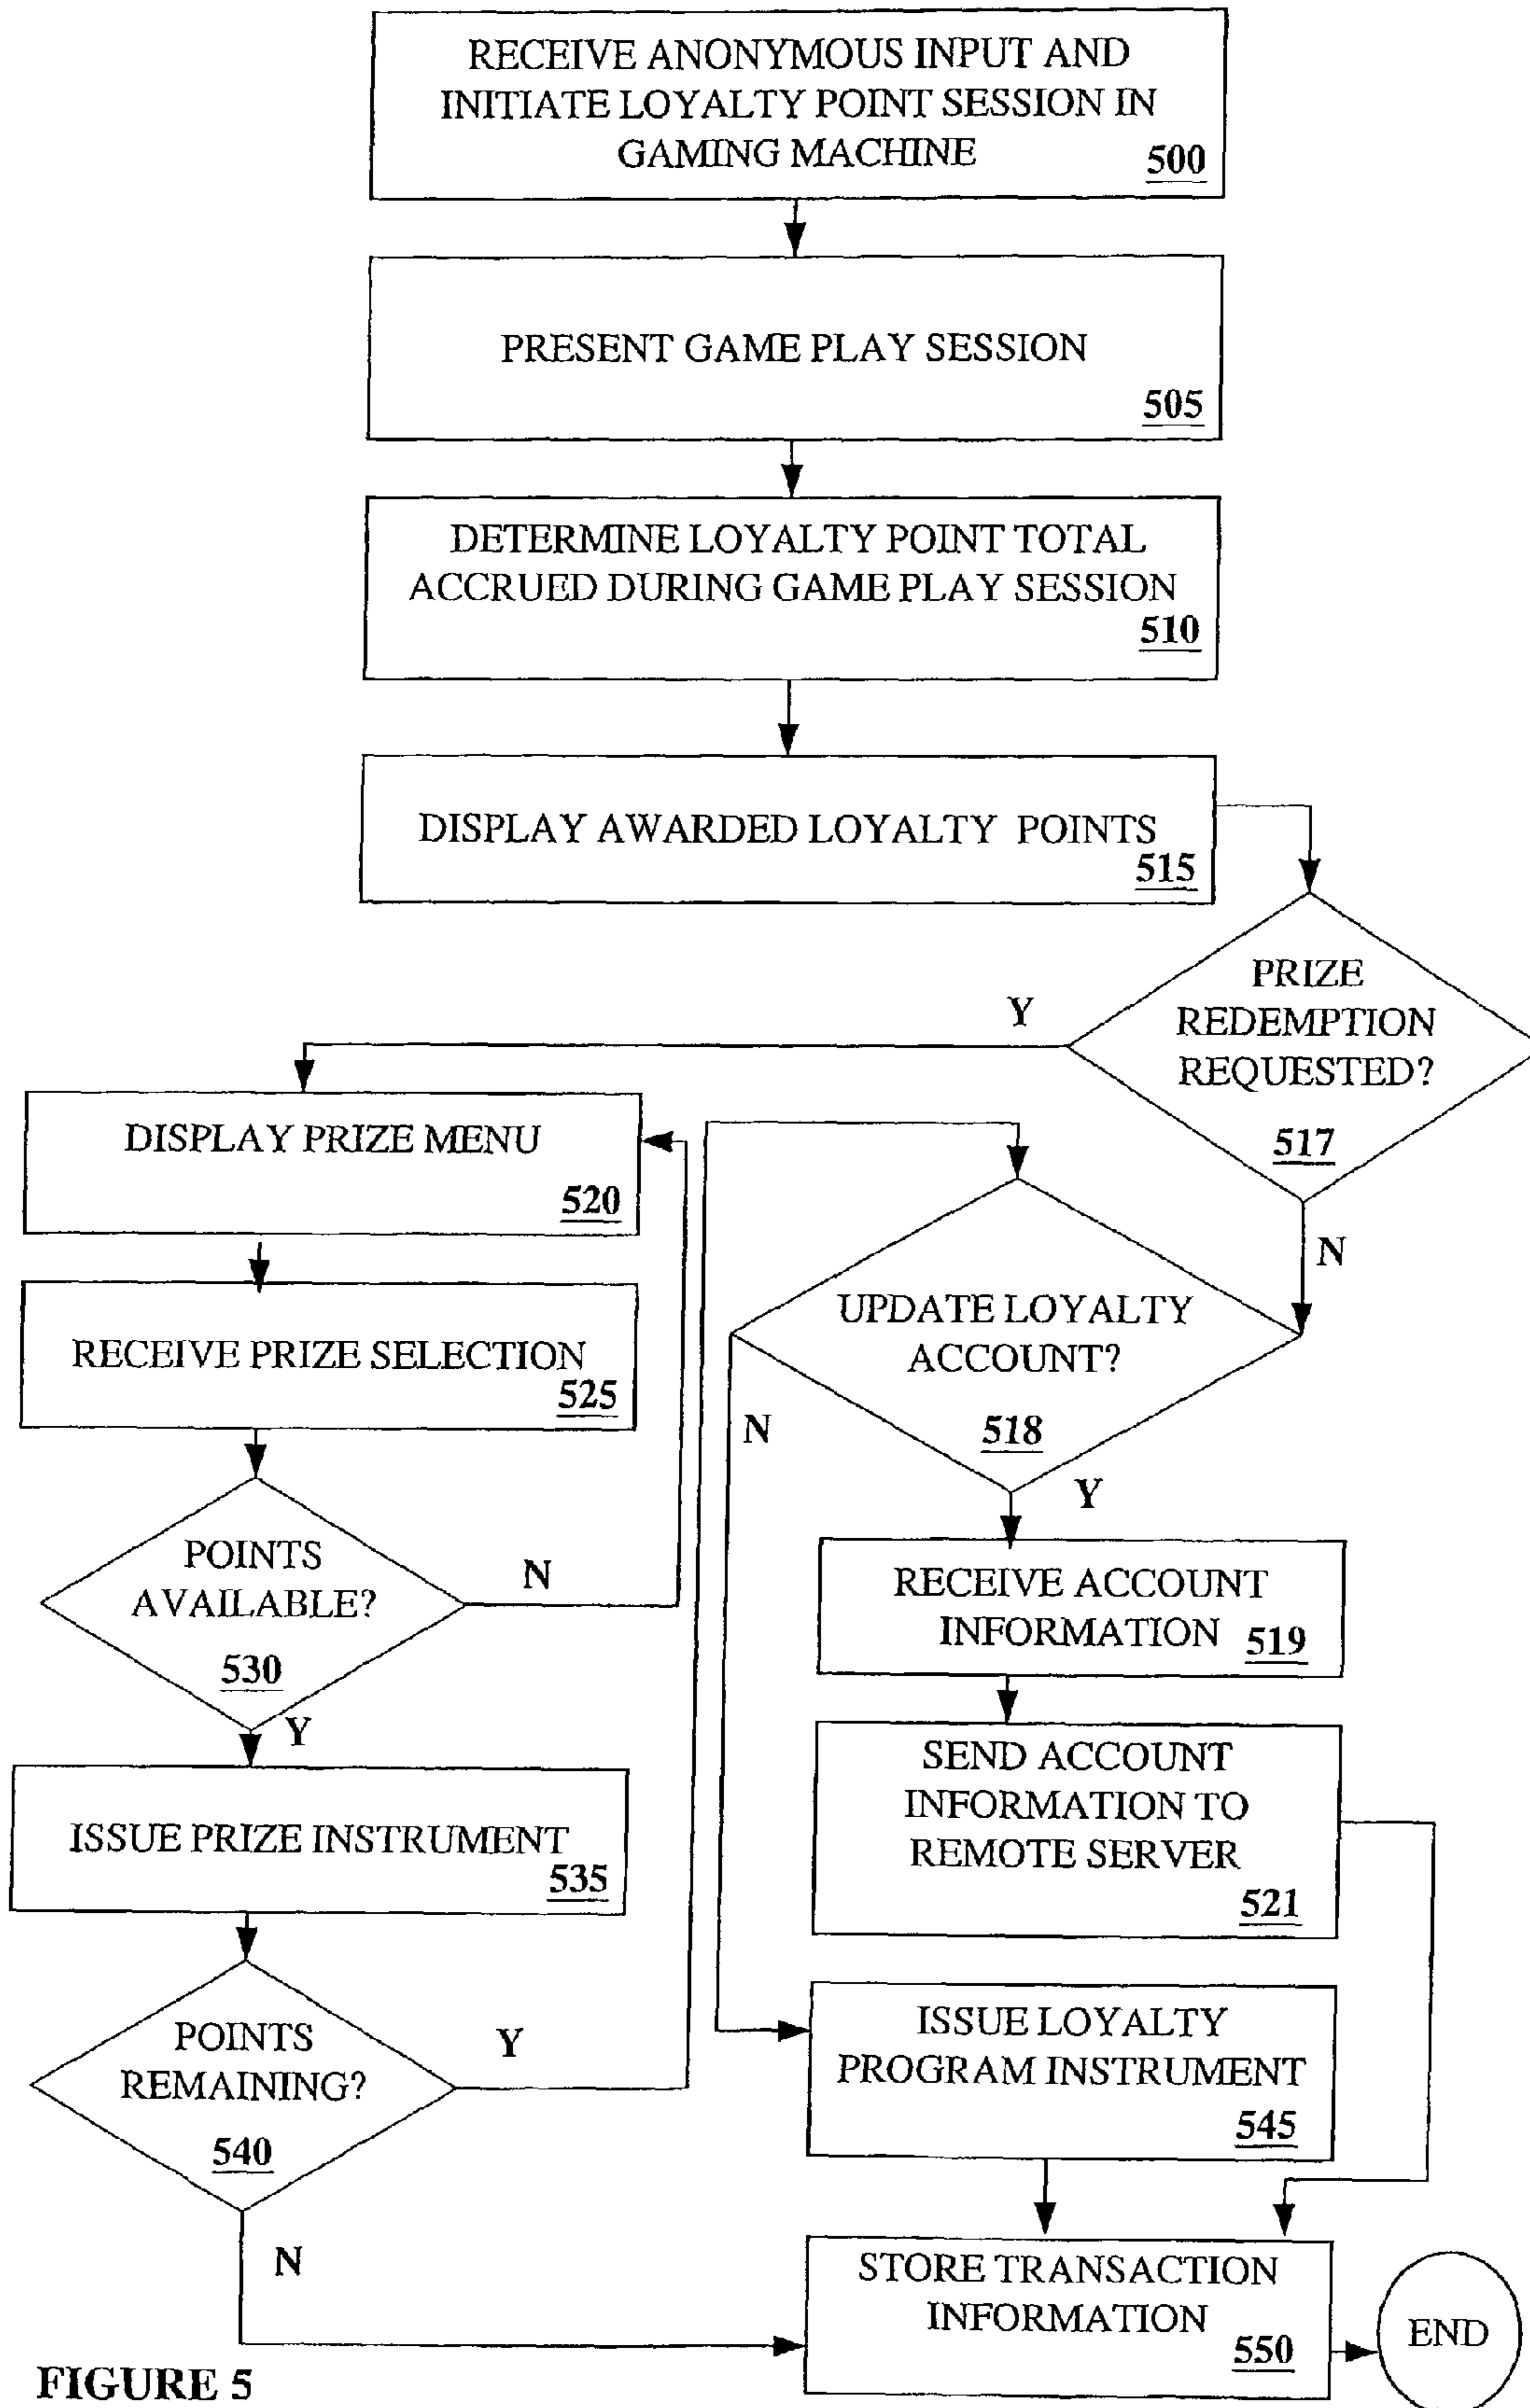 RECEIVE ANONYMOUS INPUT AND
INITIATE LOYALTY POINT SESSION IN
GAMING MACHINE
500
PRESENT GAME PLAY SESSION
505
DETERMINE LOYALTY POINT TOTAL
ACCRUED DURING GAME PLAY SESSION
510
DISPLAY AWARDED LOYALTY POINTS
515
PRIZE
REDEMPTION
REQUESTED?
517
Y
N
DISPLAY PRIZE MENU
520
RECEIVE PRIZE SELECTION
525
POINTS
AVAILABLE?
530
N
Y
ISSUE PRIZE INSTRUMENT
535
POINTS
REMAINING?
540
Y
N
UPDATE LOYALTY
ACCOUNT?
518
N
Y
RECEIVE ACCOUNT
INFORMATION 519
SEND ACCOUNT
INFORMATION TO
REMOTE SERVER
521
ISSUE LOYALTY
PROGRAM INSTRUMENT
545
STORE TRANSACTION
INFORMATION
550
END
FIGURE 5